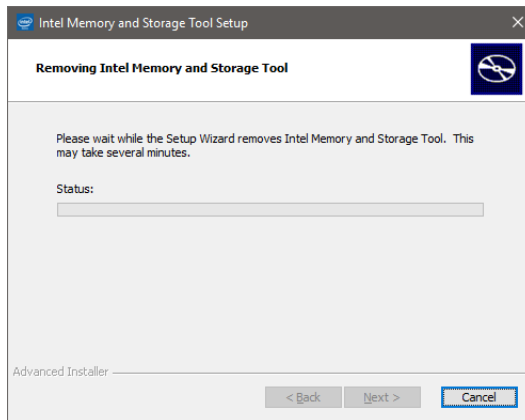 Intel Memory and Storage Tool Setup
Removing Intel Memory and Storage Tool
Please wait while the Setup Wizard removes Intel Memory and Storage Tool. This
may take several minutes.
Status:
Advanced Installer
< Back Next > Cancel